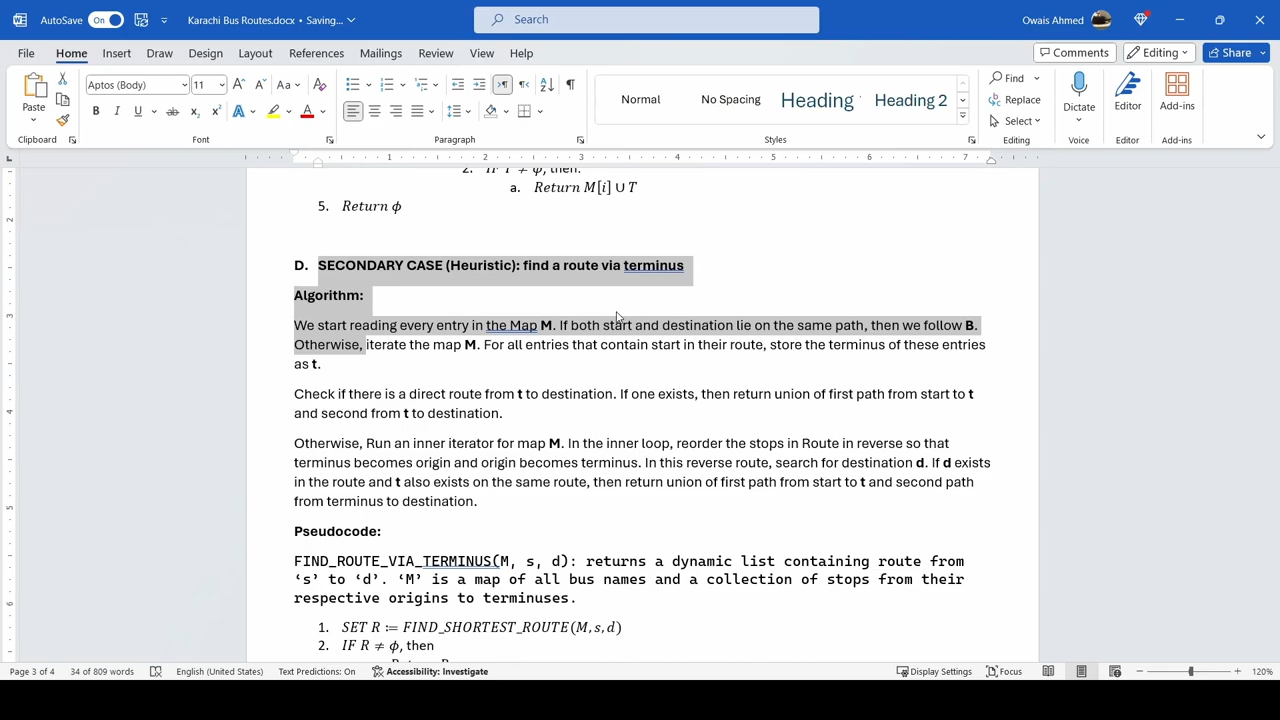 AutoSave On Karachi Bus Routes.docx • Saving... Search Owais Ahmed
File Home Insert Draw Design Layout References Mailings Review View Help Comments Editing Share
Paste Aptos (Body) 11 Aa Normal No Spacing Heading Heading 2 Find Replace Select Dictate Editor Add-ins
Clipboard Font Paragraph Styles Editing Voice Editor Add-ins
1 2 3 4 5 6 7
a. Return M[i] ∪ T
5. Return ϕ
D. SECONDARY CASE (Heuristic): find a route via terminus
Algorithm:
We start reading every entry in the Map M. If both start and destination lie on the same path, then we follow B.
Otherwise, iterate the map M. For all entries that contain start in their route, store the terminus of these entries
as t.
Check if there is a direct route from t to destination. If one exists, then return union of first path from start to t
and second from t to destination.
Otherwise, Run an inner iterator for map M. In the inner loop, reorder the stops in Route in reverse so that
terminus becomes origin and origin becomes terminus. In this reverse route, search for destination d. If d exists
in the route and t also exists on the same route, then return union of first path from start to t and second path
from terminus to destination.
Pseudocode:
FIND_ROUTE_VIA_TERMINUS(M, s, d): returns a dynamic list containing route from
‘s’ to ‘d’. ‘M’ is a map of all bus names and a collection of stops from their
respective origins to terminuses.
1. SET R ≔ FIND_SHORTEST_ROUTE(M, s, d)
2. IF R ≠ ϕ, then
Page 3 of 4 34 of 809 words English (United States) Text Predictions: On Accessibility: Investigate Display Settings Focus 120%